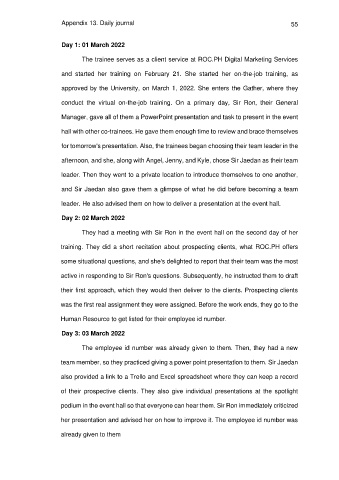 Appendix 13. Daily journal
55
Day 1: 01 March 2022
The trainee serves as a client service at ROC.PH Digital Marketing Services
and started her training on February 21. She started her on-the-job training, as
approved by the University, on March 1, 2022. She enters the Gather, where they
conduct the virtual on-the-job training. On a primary day, Sir Ron, their General
Manager, gave all of them a PowerPoint presentation and task to present in the event
hall with other co-trainees. He gave them enough time to review and brace themselves
for tomorrow's presentation. Also, the trainees began choosing their team leader in the
afternoon, and she, along with Angel, Jenny, and Kyle, chose Sir Jaedan as their team
leader. Then they went to a private location to introduce themselves to one another,
and Sir Jaedan also gave them a glimpse of what he did before becoming a team
leader. He also advised them on how to deliver a presentation at the event hall.
Day 2: 02 March 2022
They had a meeting with Sir Ron in the event hall on the second day of her
training. They did a short recitation about prospecting clients, what ROC.PH offers
some situational questions, and she's delighted to report that their team was the most
active in responding to Sir Ron's questions. Subsequently, he instructed them to draft
their first approach, which they would then deliver to the clients. Prospecting clients
was the first real assignment they were assigned. Before the work ends, they go to the
Human Resource to get listed for their employee id number.
Day 3: 03 March 2022
The employee id number was already given to them. Then, they had a new
team member, so they practiced giving a power point presentation to them. Sir Jaedan
also provided a link to a Trello and Excel spreadsheet where they can keep a record
of their prospective clients. They also give individual presentations at the spotlight
podium in the event hall so that everyone can hear them. Sir Ron immediately criticized
her presentation and advised her on how to improve it. The employee id number was
already given to them